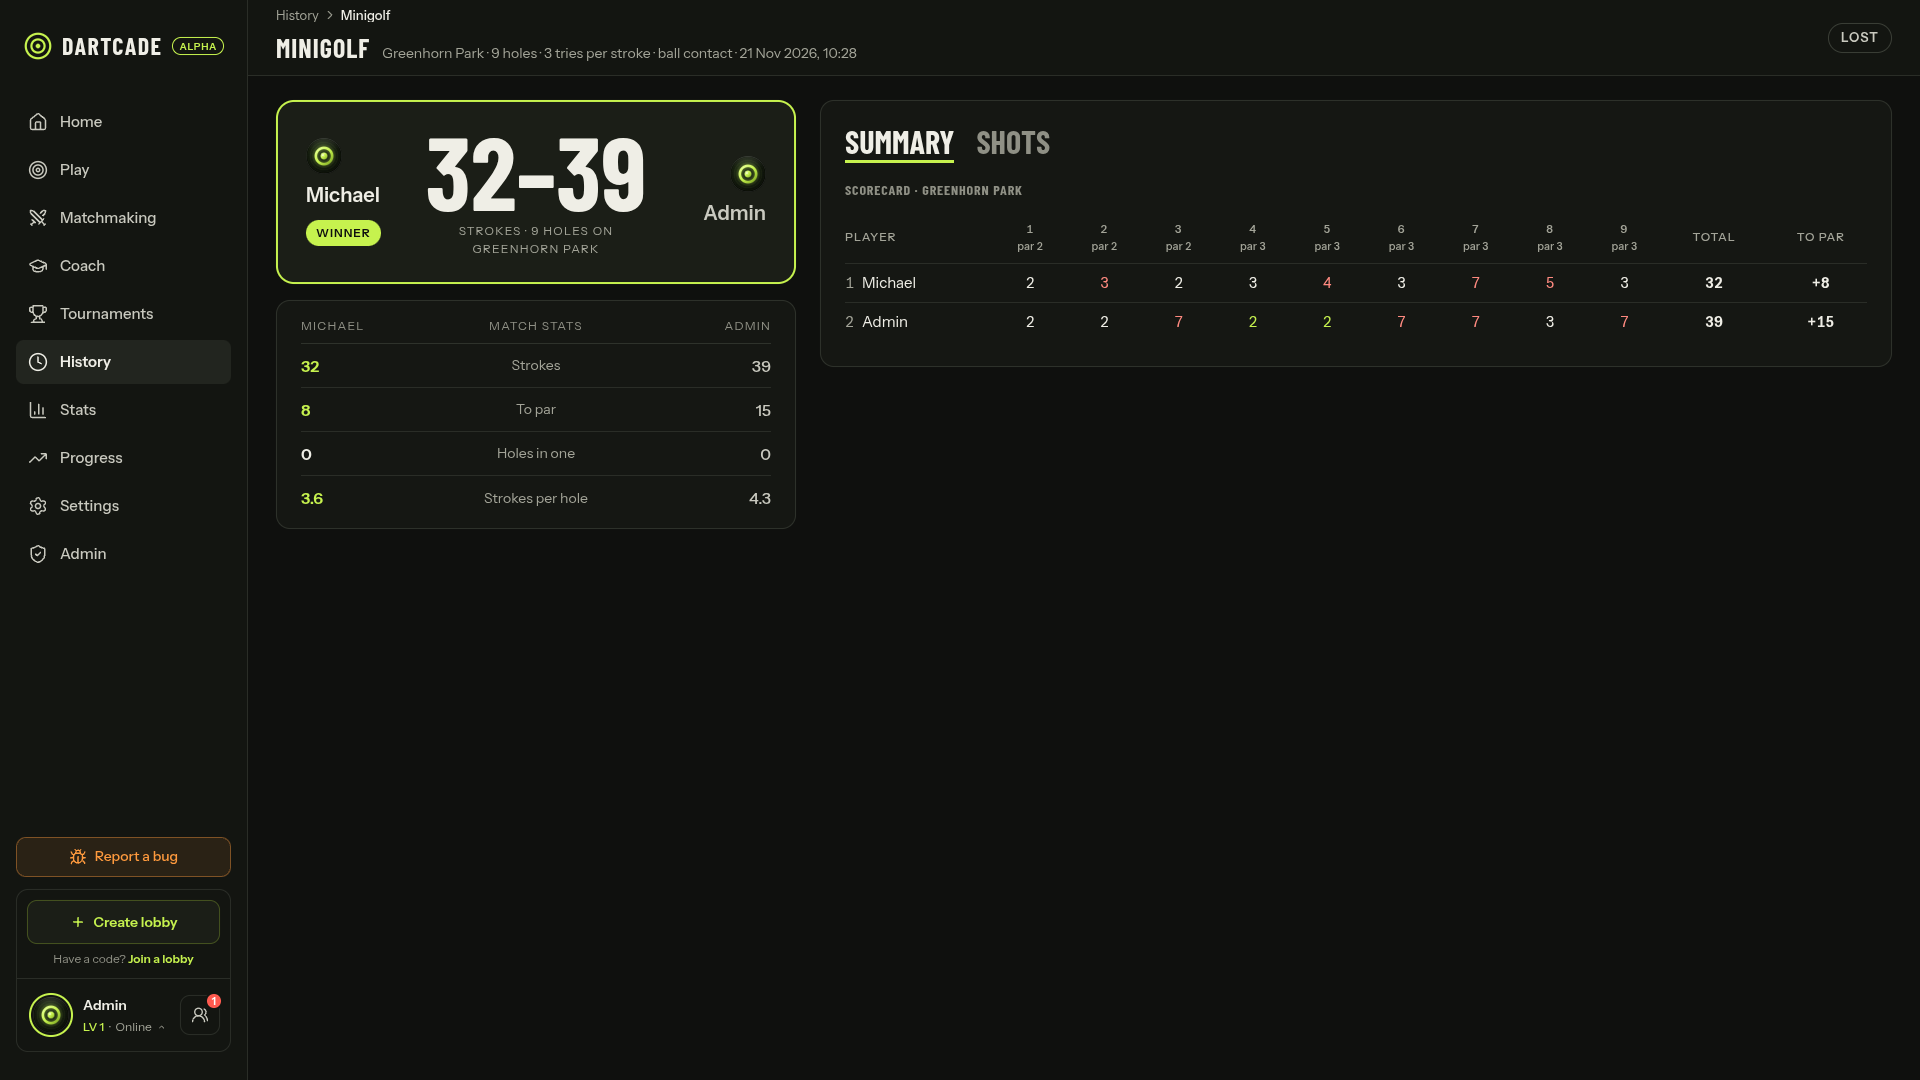 DARTCADE ALPHA
Home
Play
Matchmaking
Coach
Tournaments
History
Stats
Progress
Settings
Admin
Report a bug
+ Create lobby
Have a code? Join a lobby
Admin
LV 1 · Online
1
History > Minigolf
MINIGOLF Greenhorn Park · 9 holes · 3 tries per stroke · ball contact · 21 Nov 2026, 10:28
LOST
Michael
WINNER
32–39
STROKES · 9 HOLES ON
GREENHORN PARK
Admin
MICHAEL MATCH STATS ADMIN
32 Strokes 39
8 To par 15
0 Holes in one 0
3.6 Strokes per hole 4.3
SUMMARY SHOTS
SCORECARD · GREENHORN PARK
PLAYER 1 2 3 4 5 6 7 8 9 TOTAL TO PAR
par 2 par 2 par 2 par 3 par 3 par 3 par 3 par 3 par 3
1 Michael 2 3 2 3 4 3 7 5 3 32 +8
2 Admin 2 2 7 2 2 7 7 3 7 39 +15